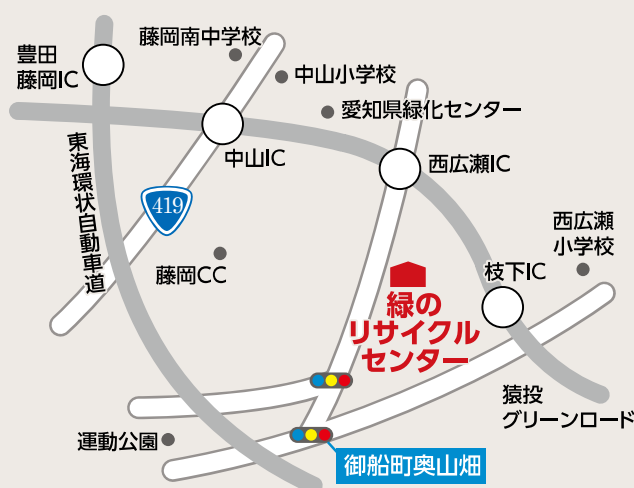 豊田
藤岡IC
藤岡南中学校
中山小学校
愛知県緑化センター
中山IC
西広瀬IC
東海環状自動車道
419
藤岡CC
西広瀬
小学校
枝下IC
緑の
リサイクル
センター
猿投
グリーンロード
運動公園
御船町奥山畑